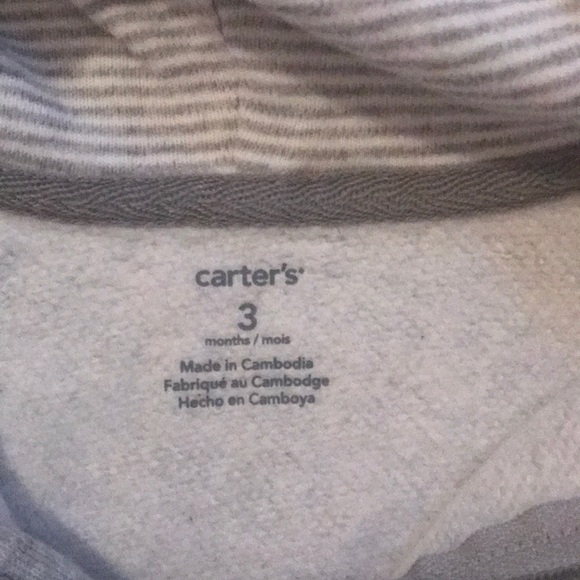 carter's
3
months / mois
Made in Cambodia
Fabriqué au Cambodge
Hecho en Camboya